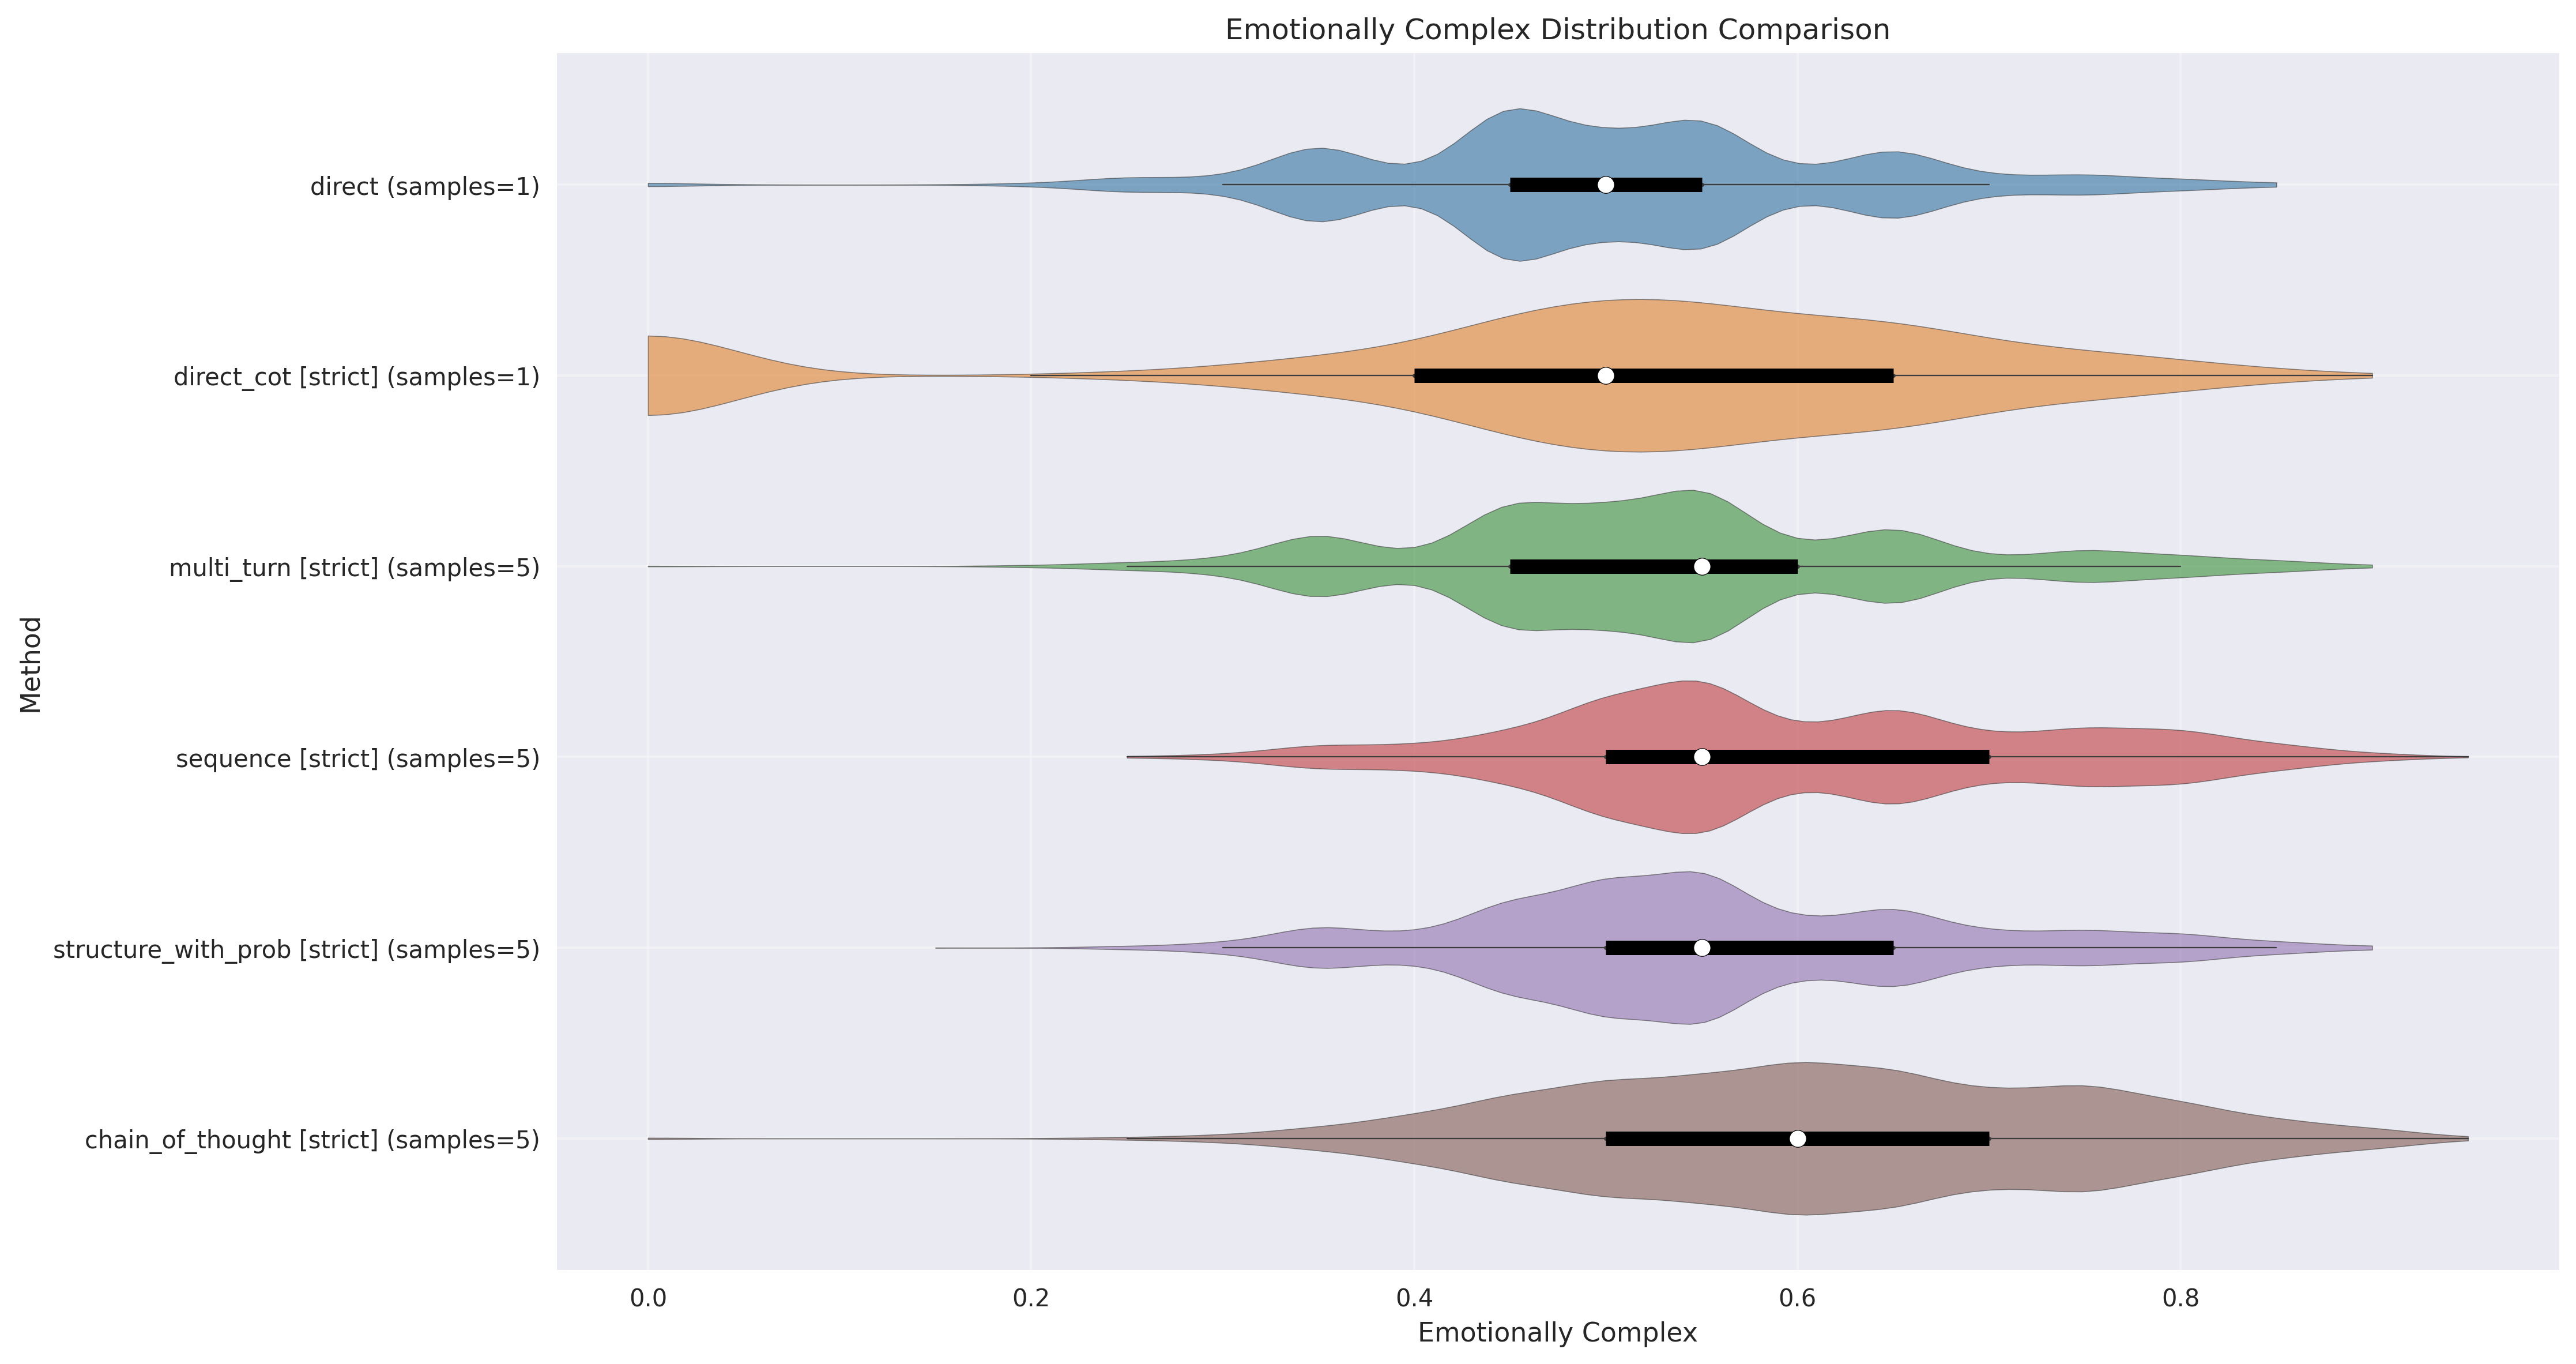 Emotionally Complex Distribution Comparison
Method
direct (samples=1)
direct_cot [strict] (samples=1)
multi_turn [strict] (samples=5)
sequence [strict] (samples=5)
structure_with_prob [strict] (samples=5)
chain_of_thought [strict] (samples=5)
0.0 0.2 0.4 0.6 0.8
Emotionally Complex